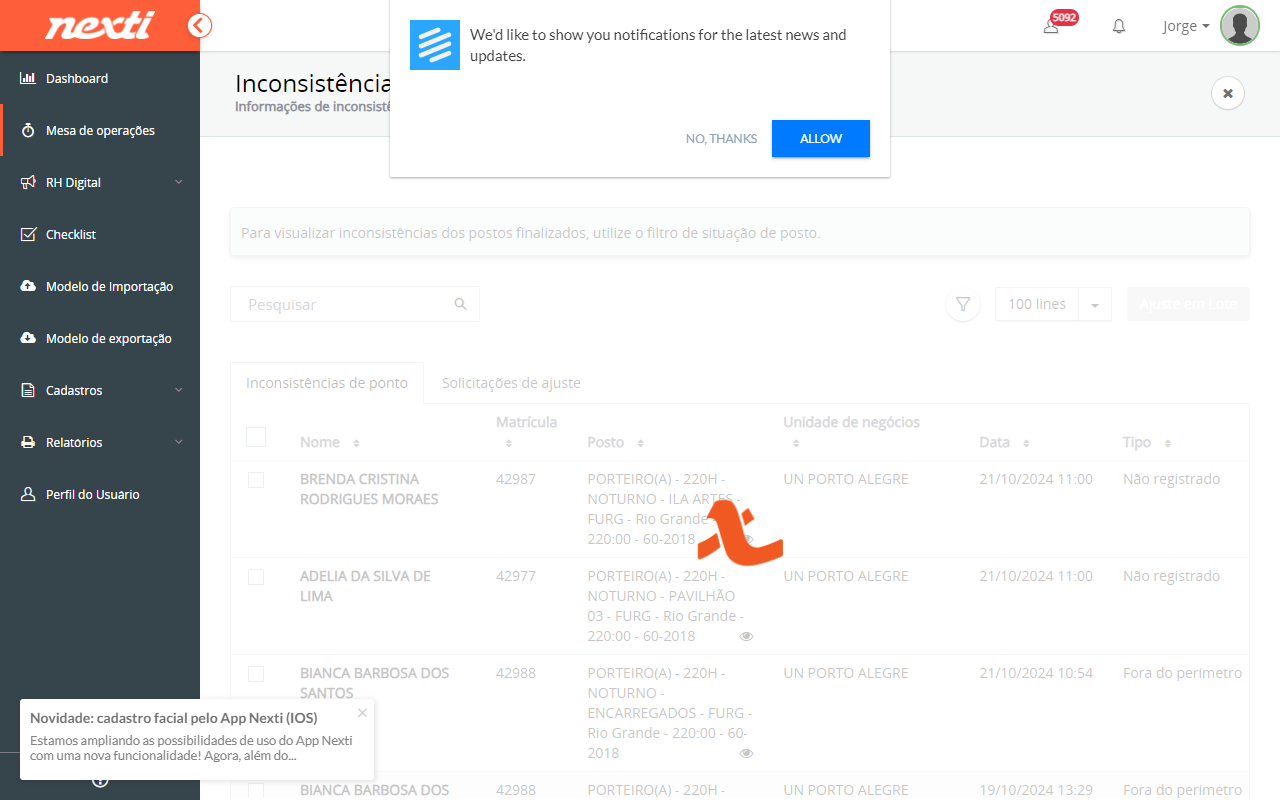 nexti
5092
Jorge
We'd like to show you notifications for the latest news and
updates.
NO, THANKS
ALLOW
Dashboard
Mesa de operações
RH Digital
Checklist
Modelo de Importação
Modelo de exportação
Cadastros
Relatórios
Perfil do Usuário
Inconsistência
Informações de inconsistê
Para visualizar inconsistências dos postos finalizados, utilize o filtro de situação de posto.
Pesquisar
100 lines
Ajuste em Lote
Inconsistências de ponto
Solicitações de ajuste
Nome
Matrícula
Posto
Unidade de negócios
Data
Tipo
BRENDA CRISTINA
RODRIGUES MORAES
42987
PORTEIRO(A) - 220H -
NOTURNO - ILA ARTES -
FURG - Rio Grande -
220:00 - 60-2018
UN PORTO ALEGRE
21/10/2024 11:00
Não registrado
ADELIA DA SILVA DE
LIMA
42977
PORTEIRO(A) - 220H -
NOTURNO - PAVILHÃO
03 - FURG - Rio Grande -
220:00 - 60-2018
UN PORTO ALEGRE
21/10/2024 11:00
Não registrado
BIANCA BARBOSA DOS
SANTOS
42988
PORTEIRO(A) - 220H -
NOTURNO -
ENCARREGADOS - FURG -
Rio Grande - 220:00 - 60-
2018
UN PORTO ALEGRE
21/10/2024 10:54
Fora do perímetro
BIANCA BARBOSA DOS
42988
PORTEIRO(A) - 220H -
UN PORTO ALEGRE
19/10/2024 13:29
Fora do perímetro
Novidade: cadastro facial pelo App Nexti (IOS)
Estamos ampliando as possibilidades de uso do App Nexti
com uma nova funcionalidade! Agora, além do...